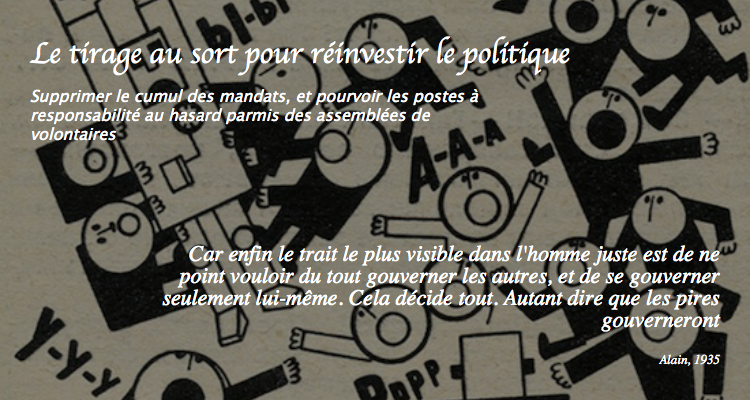 BI-BI
Le tirage au sort pour réinvestir le politique
Supprimer le cumul des mandats, et pourvoir les postes à
responsabilité au hasard parmis des assemblées de
volontaires
A-A-A
Car enfin le trait le plus visible dans l'homme juste est de ne
point vouloir du tout gouverner les autres, et de se gouverner
seulement lui-même. Cela décide tout. Autant dire que les pires
gouverneront
Alain, 1935
Y-Y-Y